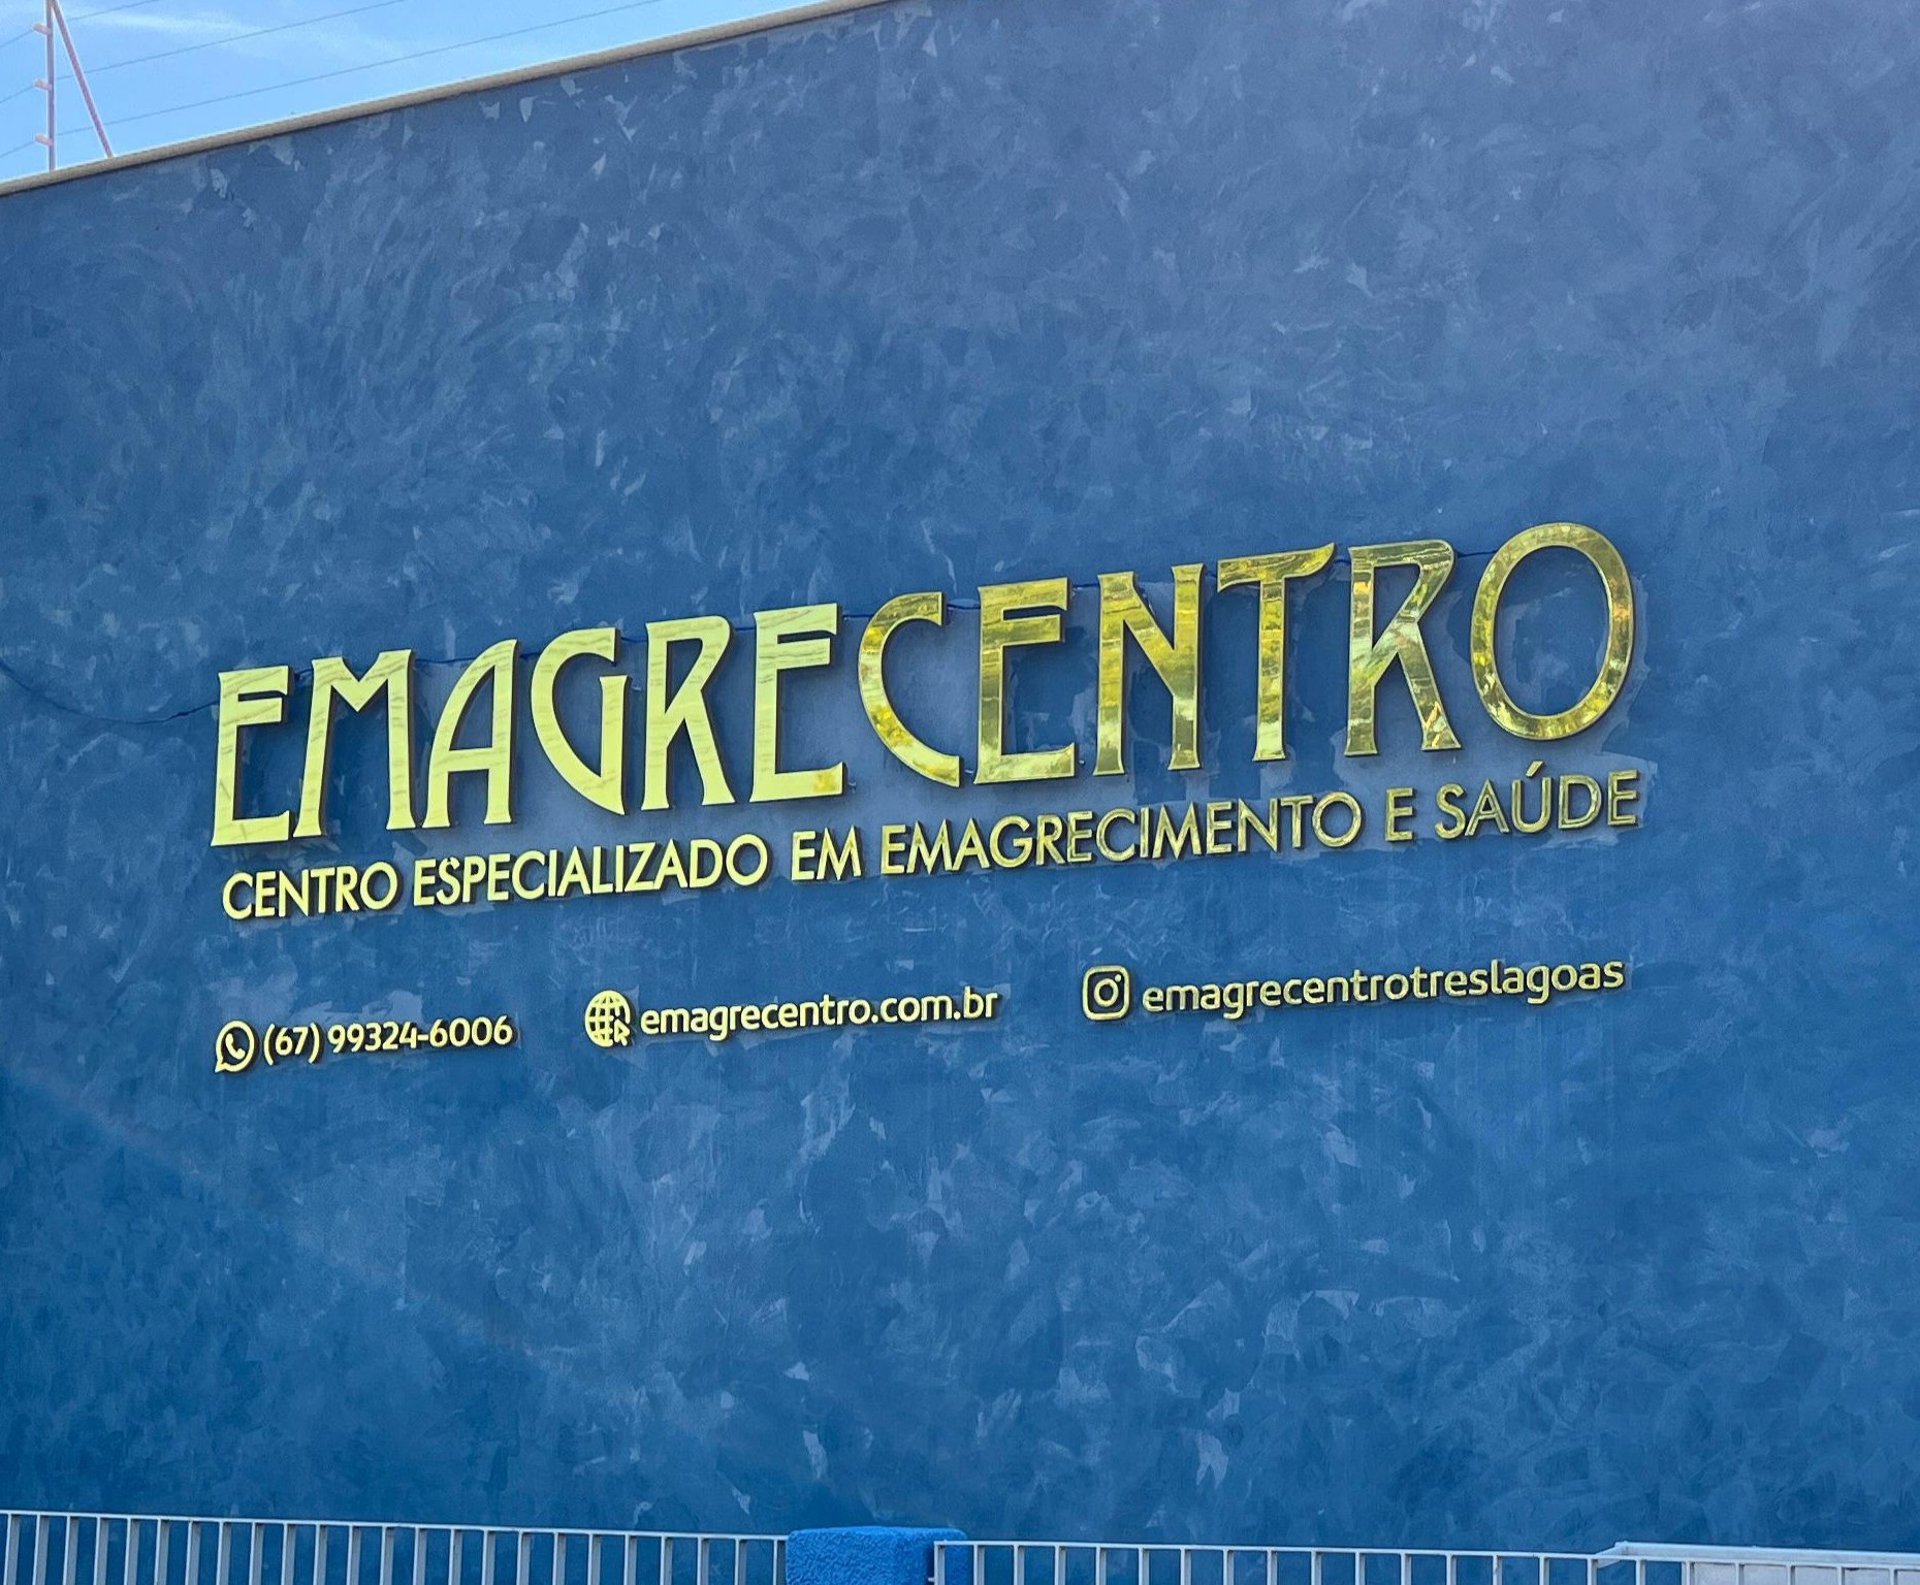 EMAGRECENTRO
CENTRO ESPECIALIZADO EM EMAGRECIMENTO E SAÚDE
(67) 99324-6006 emagrecentro.com.br emagrecentrotreslagoas